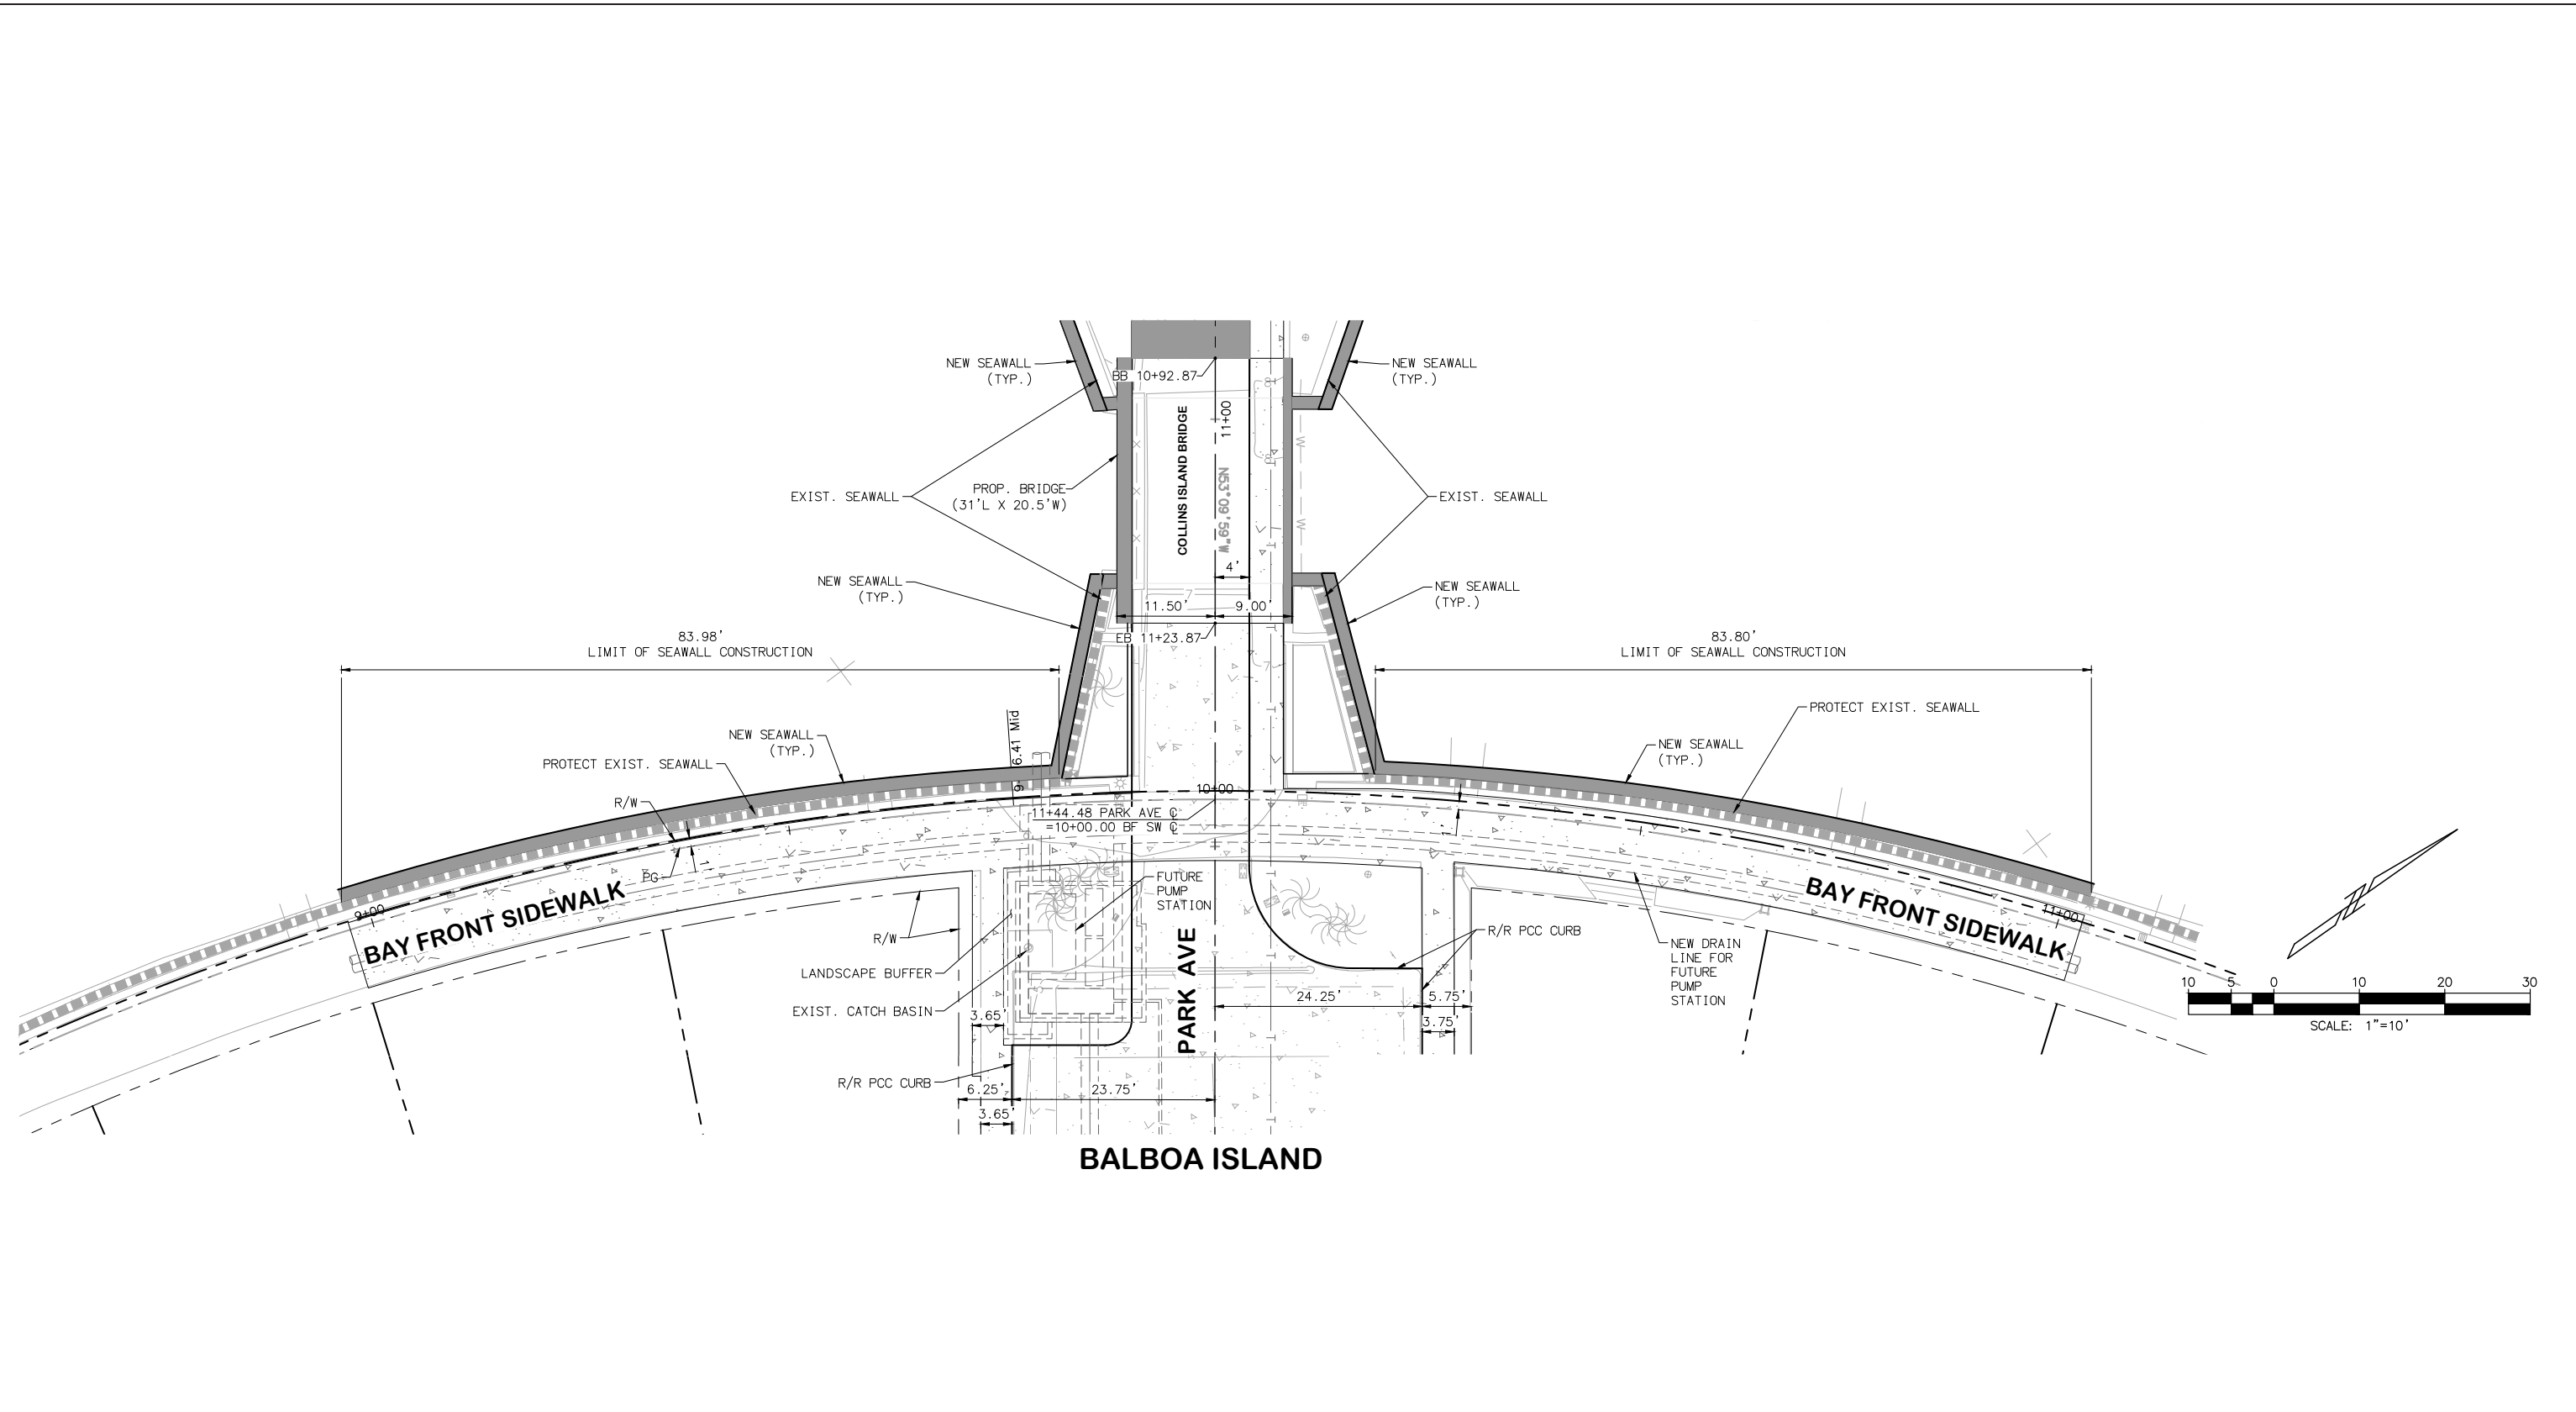 NEW SEAWALL
(TYP.)
NEW SEAWALL
(TYP.)
BB 10+92.87
11+00
COLLINS ISLAND BRIDGE
N53°09'59"W
EXIST. SEAWALL
PROP. BRIDGE
(31'L X 20.5'W)
EXIST. SEAWALL
W
W
4'
NEW SEAWALL
(TYP.)
NEW SEAWALL
(TYP.)
7
11.50'
9.00'
EB 11+23.87
83.98'
LIMIT OF SEAWALL CONSTRUCTION
83.80'
LIMIT OF SEAWALL CONSTRUCTION
7
PROTECT EXIST. SEAWALL
6.41 Mid
NEW SEAWALL
(TYP.)
NEW SEAWALL
(TYP.)
PROTECT EXIST. SEAWALL
R/W
10+00
11+44.48 PARK AVE ℄
=10+00.00 BF SW ℄
1'
1'
PG
FUTURE
PUMP
STATION
9+00
BAY FRONT SIDEWALK
BAY FRONT SIDEWALK
11+00
R/W
R/R PCC CURB
NEW DRAIN
LINE FOR
FUTURE
PUMP
STATION
LANDSCAPE BUFFER
PARK AVE
EXIST. CATCH BASIN
24.25'
5.75'
3.65'
3.75'
10 5 0 10 20 30
SCALE: 1"=10'
R/R PCC CURB
6.25'
23.75'
3.65'
BALBOA ISLAND